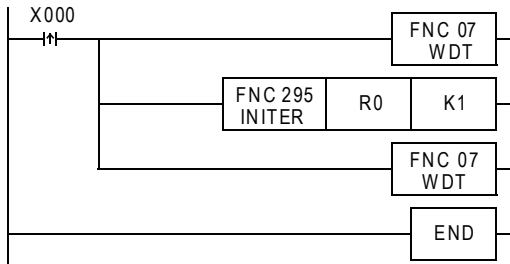 X000
FNC 07
WDT
FNC 295
INITER
R0
K1
FNC 07
WDT
END